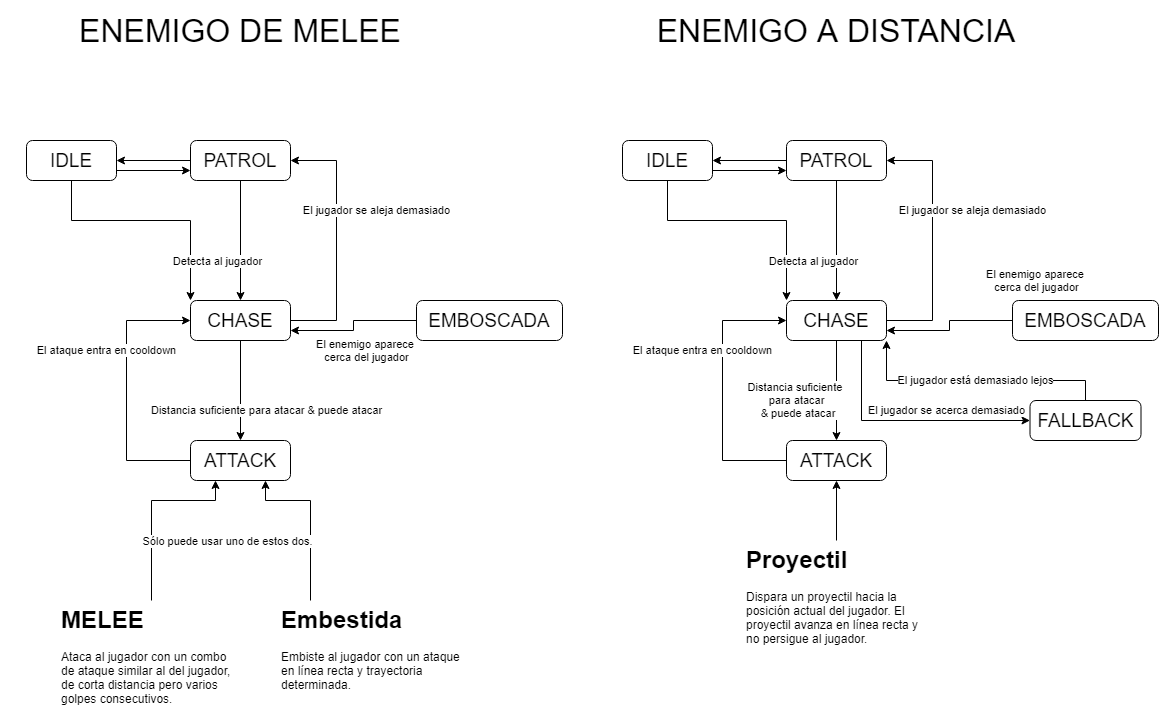 ENEMIGO DE MELEE
IDLE
PATROL
El jugador se aleja demasiado
Detecta al jugador
CHASE
EMBOSCADA
El enemigo aparece
cerca del jugador
El ataque entra en cooldown
Distancia suficiente para atacar & puede atacar
ATTACK
Sólo puede usar uno de estos dos.
MELEE
Ataca al jugador con un combo
de ataque similar al del jugador,
de corta distancia pero varios
golpes consecutivos.
Embestida
Embiste al jugador con un ataque
en línea recta y trayectoria
determinada.
ENEMIGO A DISTANCIA
IDLE
PATROL
El jugador se aleja demasiado
Detecta al jugador
El enemigo aparece
cerca del jugador
CHASE
EMBOSCADA
El ataque entra en cooldown
El jugador está demasiado lejos
Distancia suficiente
para atacar
& puede atacar
El jugador se acerca demasiado
FALLBACK
ATTACK
Proyectil
Dispara un proyectil hacia la
posición actual del jugador. El
proyectil avanza en línea recta y
no persigue al jugador.